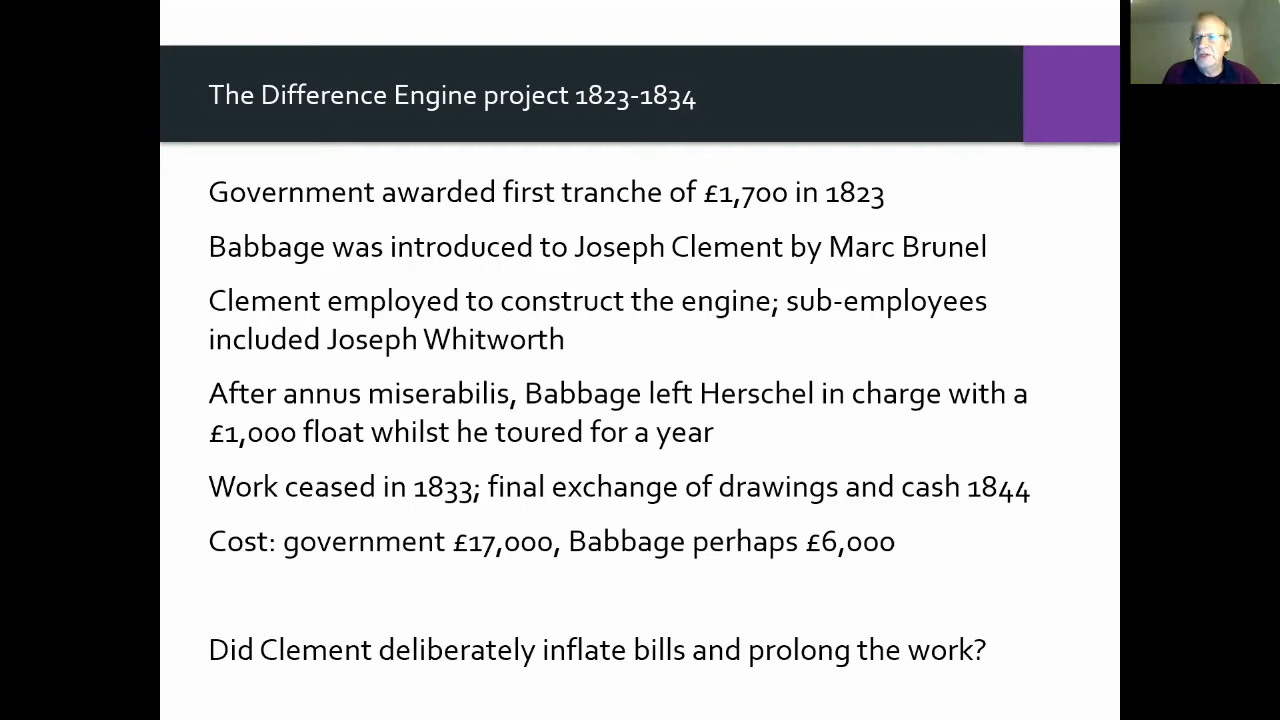 The Difference Engine project 1823-1834
Government awarded first tranche of £1,700 in 1823
Babbage was introduced to Joseph Clement by Marc Brunel
Clement employed to construct the engine; sub-employees
included Joseph Whitworth
After annus miserabilis, Babbage left Herschel in charge with a
£1,000 float whilst he toured for a year
Work ceased in 1833; final exchange of drawings and cash 1844
Cost: government £17,000, Babbage perhaps £6,000
Did Clement deliberately inflate bills and prolong the work?